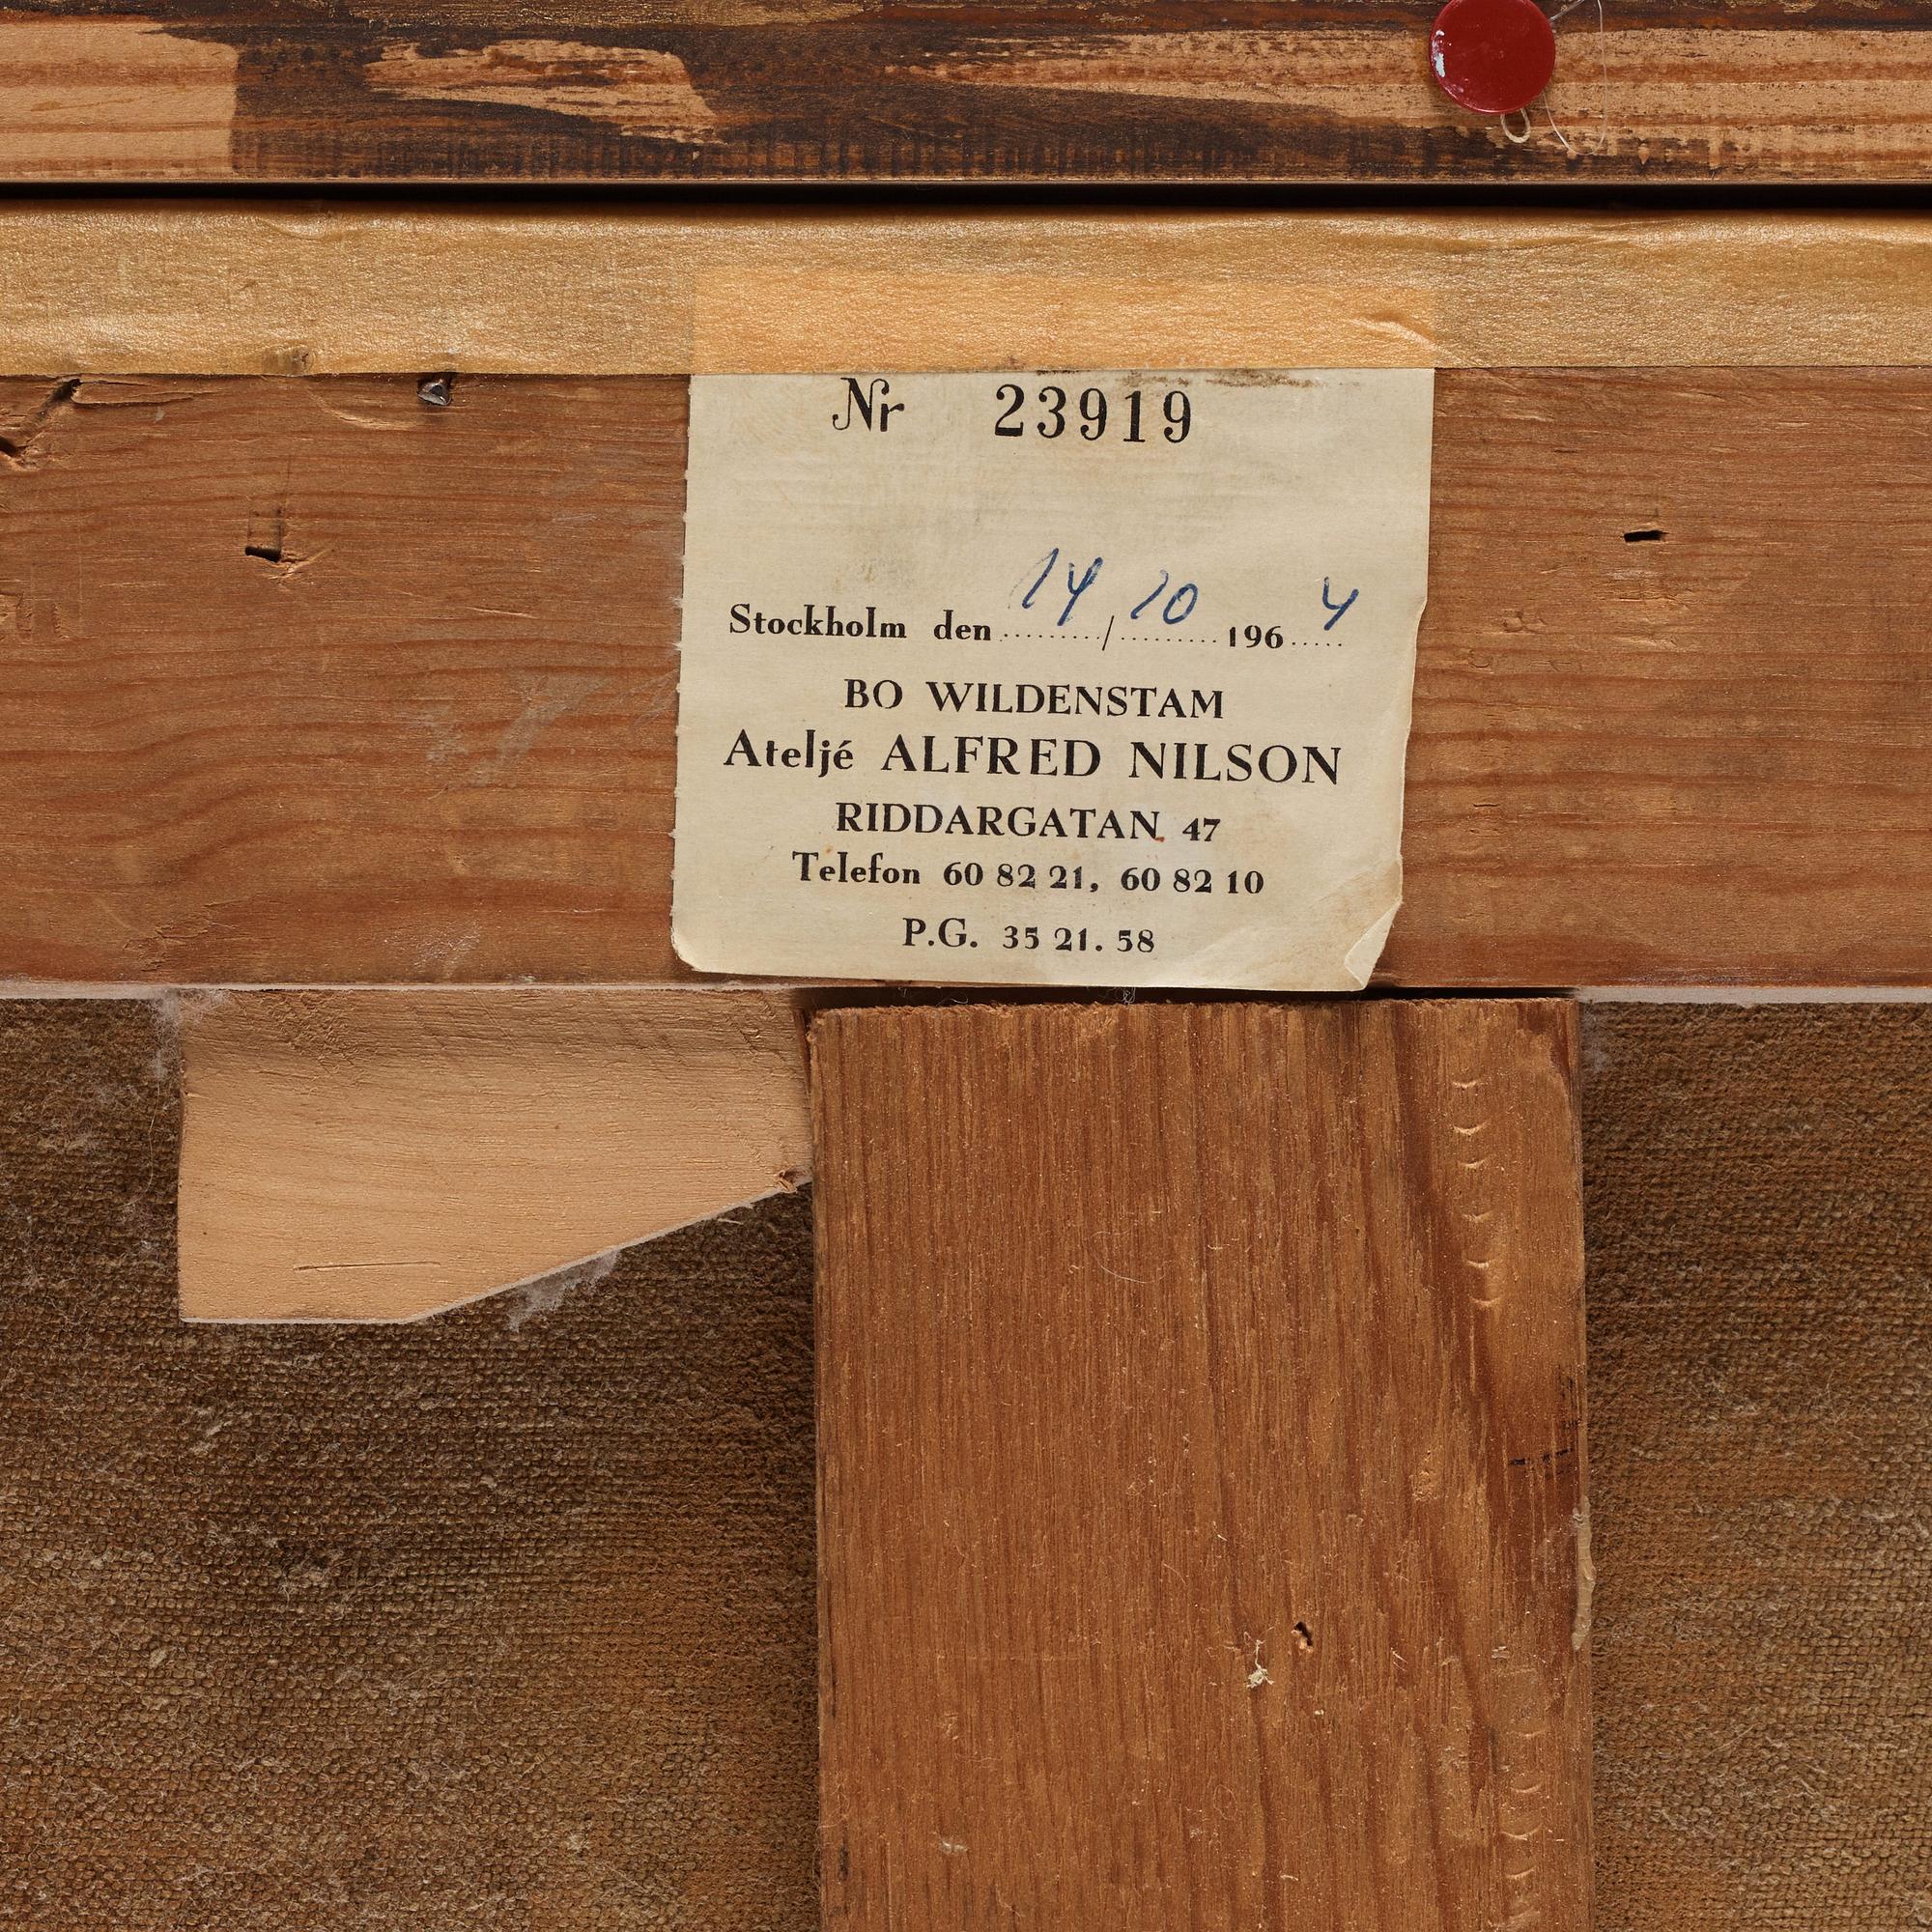 Nr 23919
Stockholm den 14/10 1964
BO WILDENSTAM
Ateljé ALFRED NILSON
RIDDARGATAN 47
Telefon 60 82 21, 60 82 10
P.G. 35 21. 58